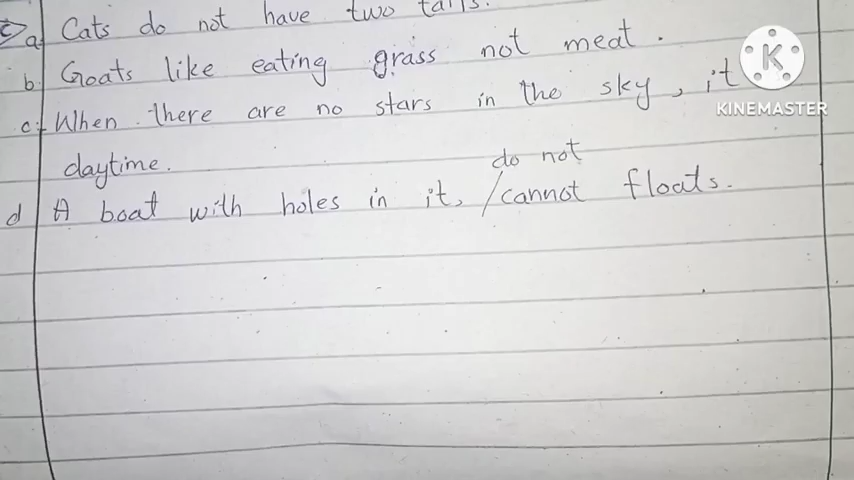 C a Cats do not have two tails.
b. Goats like eating grass not meat.
c. When there are no stars in the sky, it
daytime.
do not
d A boat with holes in it, /cannot floats.
K
KINEMASTER